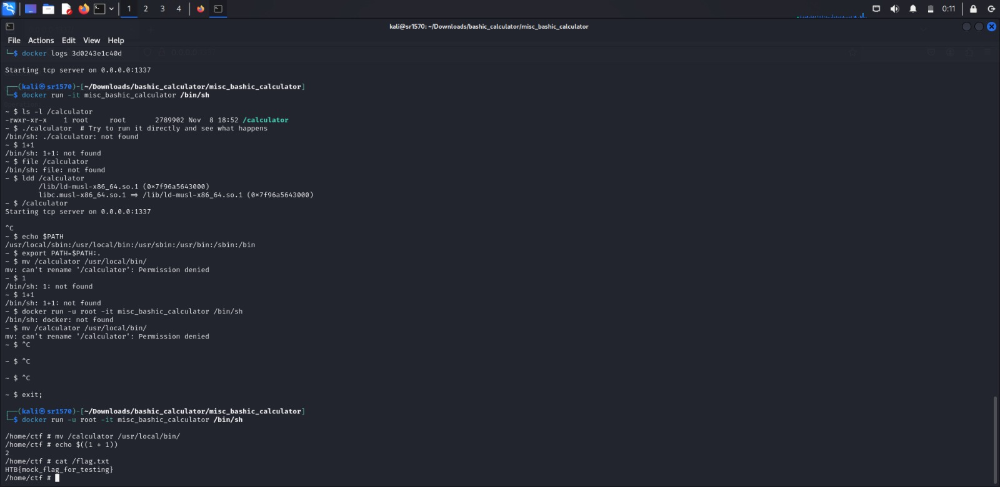 1 2 3 4 0:11
kali@sr1570: ~/Downloads/bashic_calculator/misc_bashic_calculator
File Actions Edit View Help
└─$ docker logs 3d0243e1c40d
Starting tcp server on 0.0.0.0:1337
┌──(kali㉿sr1570)-[~/Downloads/bashic_calculator/misc_bashic_calculator]
└─$ docker run -it misc_bashic_calculator /bin/sh
~ $ ls -l /calculator
-rwxr-xr-x    1 root     root       2789902 Nov  8 18:52 /calculator
~ $ ./calculator  # Try to run it directly and see what happens
/bin/sh: ./calculator: not found
~ $ 1+1
/bin/sh: 1+1: not found
~ $ file /calculator
/bin/sh: file: not found
~ $ ldd /calculator
        /lib/ld-musl-x86_64.so.1 (0x7f96a5643000)
        libc.musl-x86_64.so.1 => /lib/ld-musl-x86_64.so.1 (0x7f96a5643000)
~ $ /calculator
Starting tcp server on 0.0.0.0:1337
^C
~ $ echo $PATH
/usr/local/sbin:/usr/local/bin:/usr/sbin:/usr/bin:/sbin:/bin
~ $ export PATH=$PATH:.
~ $ mv /calculator /usr/local/bin/
mv: can't rename '/calculator': Permission denied
~ $ 1
/bin/sh: 1: not found
~ $ 1+1
/bin/sh: 1+1: not found
~ $ docker run -u root -it misc_bashic_calculator /bin/sh
/bin/sh: docker: not found
~ $ mv /calculator /usr/local/bin/
mv: can't rename '/calculator': Permission denied
~ $ ^C
~ $ ^C
~ $ ^C
~ $ exit;
┌──(kali㉿sr1570)-[~/Downloads/bashic_calculator/misc_bashic_calculator]
└─$ docker run -u root -it misc_bashic_calculator /bin/sh
/home/ctf # mv /calculator /usr/local/bin/
/home/ctf # echo $((1 + 1))
2
/home/ctf # cat /flag.txt
HTB{mock_flag_for_testing}
/home/ctf #